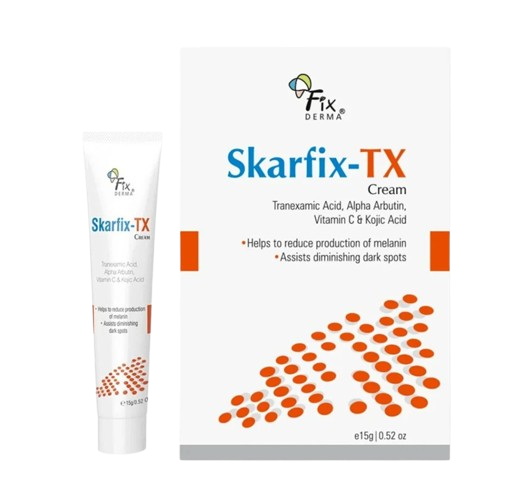 Fix
DERMA
Skarfix-TX
CREAM
Tranexamic Acid,
Alpha Arbutin,
Vitamin C & Kojic Acid
• Helps to reduce production
of melanin
• Assists diminishing
dark spots
e15g/0.52
Fix®
DERMA
Skarfix-TX
Cream
Tranexamic Acid, Alpha Arbutin,
Vitamin C & Kojic Acid
• Helps to reduce production of melanin
• Assists diminishing dark spots
e15g|0.52 oz